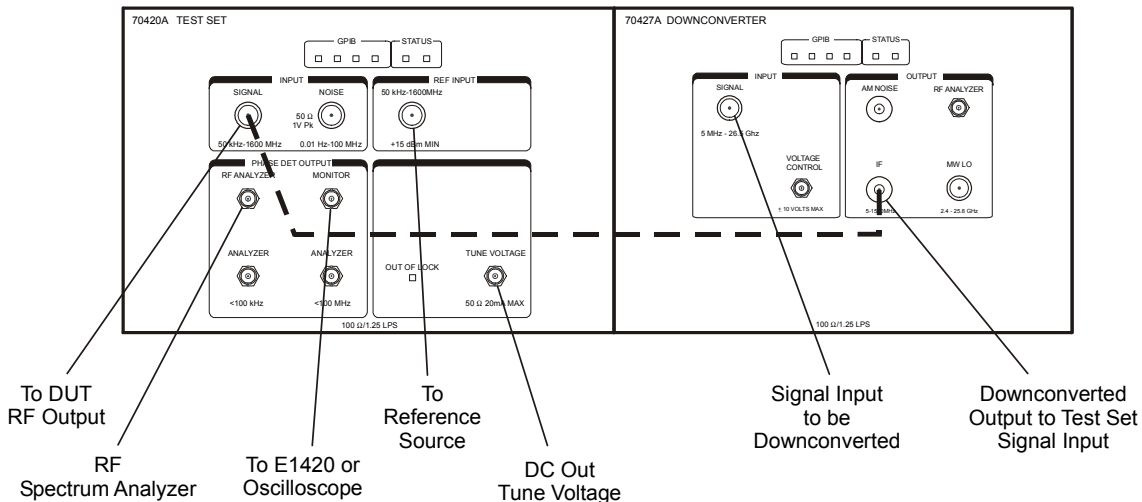 70420A TEST SET
GPIB
STATUS
INPUT
SIGNAL
NOISE
50 Ω
1V Pk
50 kHz-1600 MHz
0.01 Hz-100 MHz
REF INPUT
50 kHz-1600MHz
+15 dBm MIN
PHASE DET OUTPUT
RF ANALYZER
MONITOR
ANALYZER
ANALYZER
<100 kHz
<100 MHz
OUT OF LOCK
TUNE VOLTAGE
50 Ω 20mA MAX
100 Ω/1.25 LPS
70427A DOWNCONVERTER
GPIB
STATUS
INPUT
SIGNAL
5 MHz - 26.5 Ghz
VOLTAGE
CONTROL
± 10 VOLTS MAX
OUTPUT
AM NOISE
RF ANALYZER
IF
MW LO
2.4 - 25.8 GHz
100 Ω/1.25 LPS
To DUT
RF Output
RF
Spectrum Analyzer
To E1420 or
Oscilloscope
To
Reference
Source
DC Out
Tune Voltage
Signal Input
to be
Downconverted
Downconverted
Output to Test Set
Signal Input